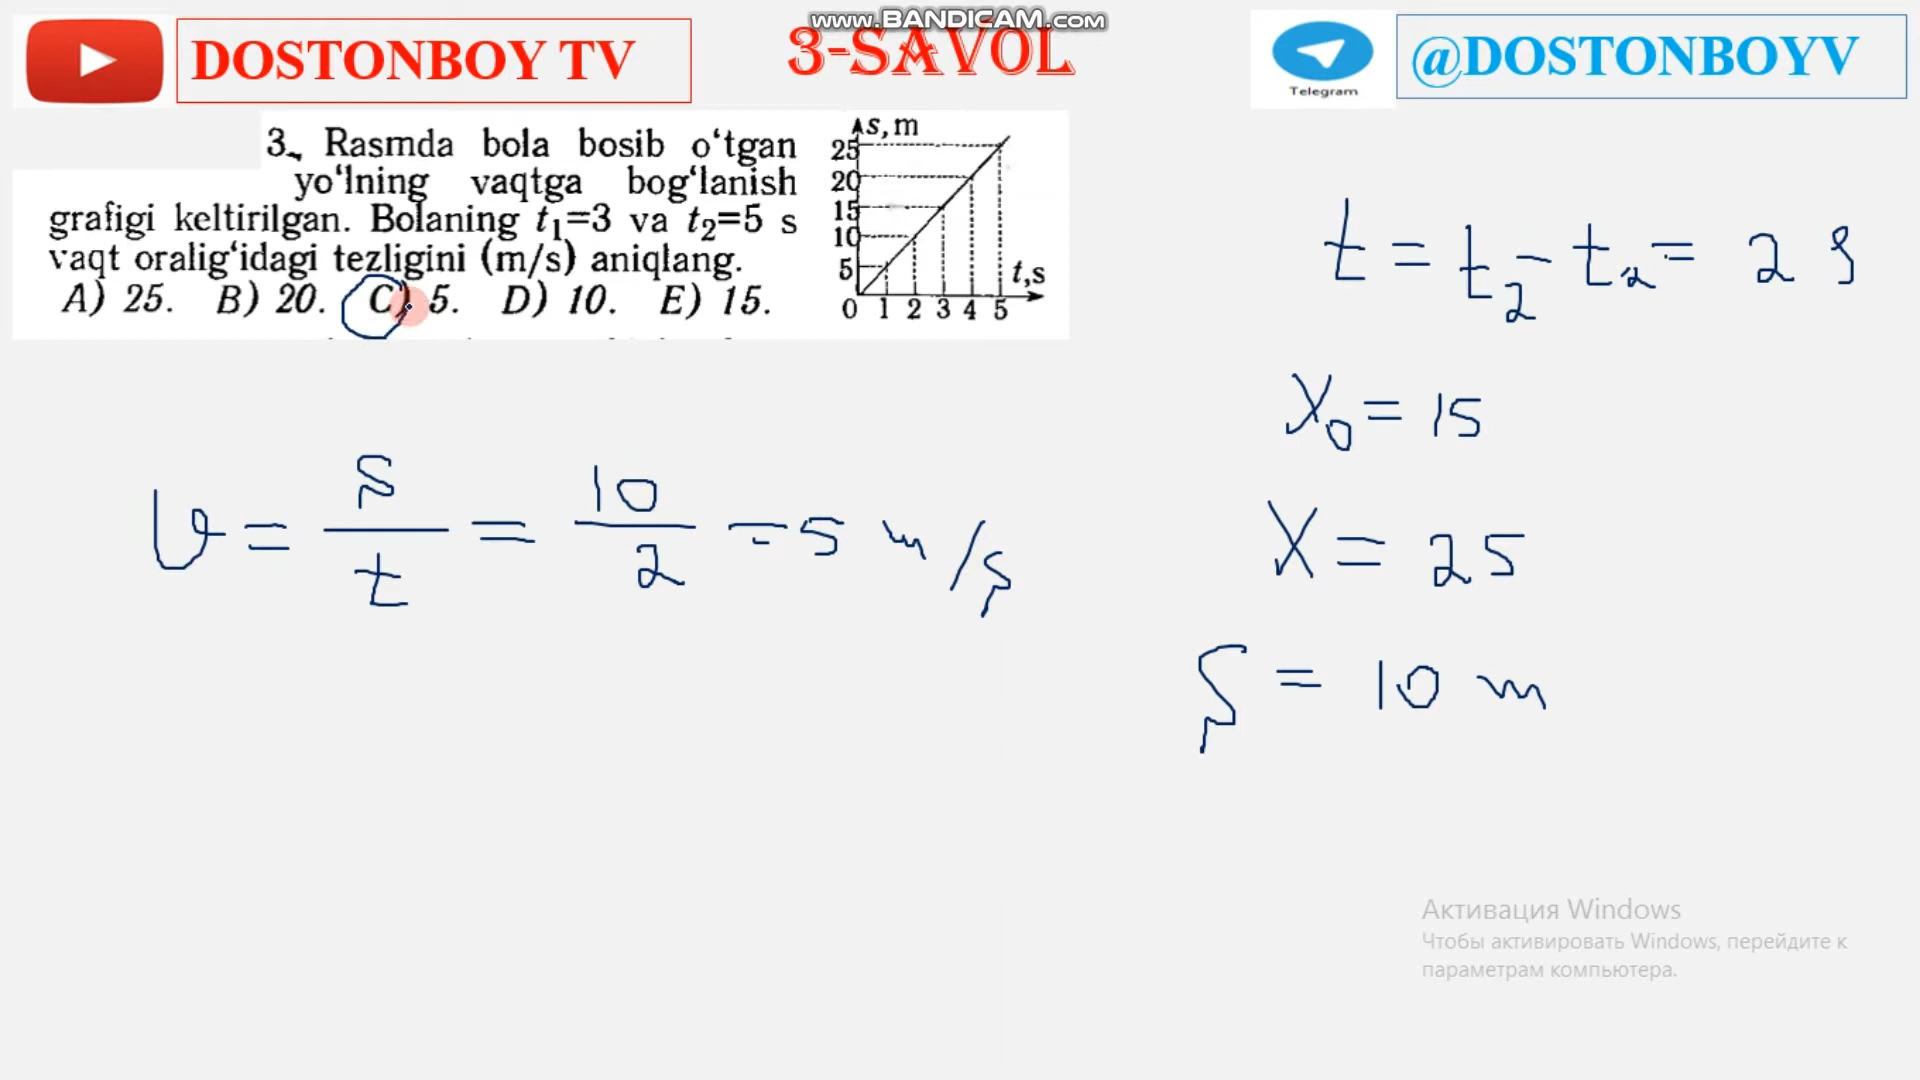 www.BANDICAM.com
DOSTONBOY TV
3-SAVOL
Telegram
@DOSTONBOYV
3. Rasmda bola bosib o‘tgan
yo‘lning vaqtga bog‘lanish
grafigi keltirilgan. Bolaning t₁=3 va t₂=5 s
vaqt oralig‘idagi tezligini (m/s) aniqlang.
A) 25. B) 20. C) 5. D) 10. E) 15.
s, m
25
20
15
10
5
t,s
0 1 2 3 4 5
t = t₂ - t₂ = 2 s
x₀ = 15
x = 25
S = 10 m
υ = s/t = 10/2 = 5 m/s
Активация Windows
Чтобы активировать Windows, перейдите к
параметрам компьютера.